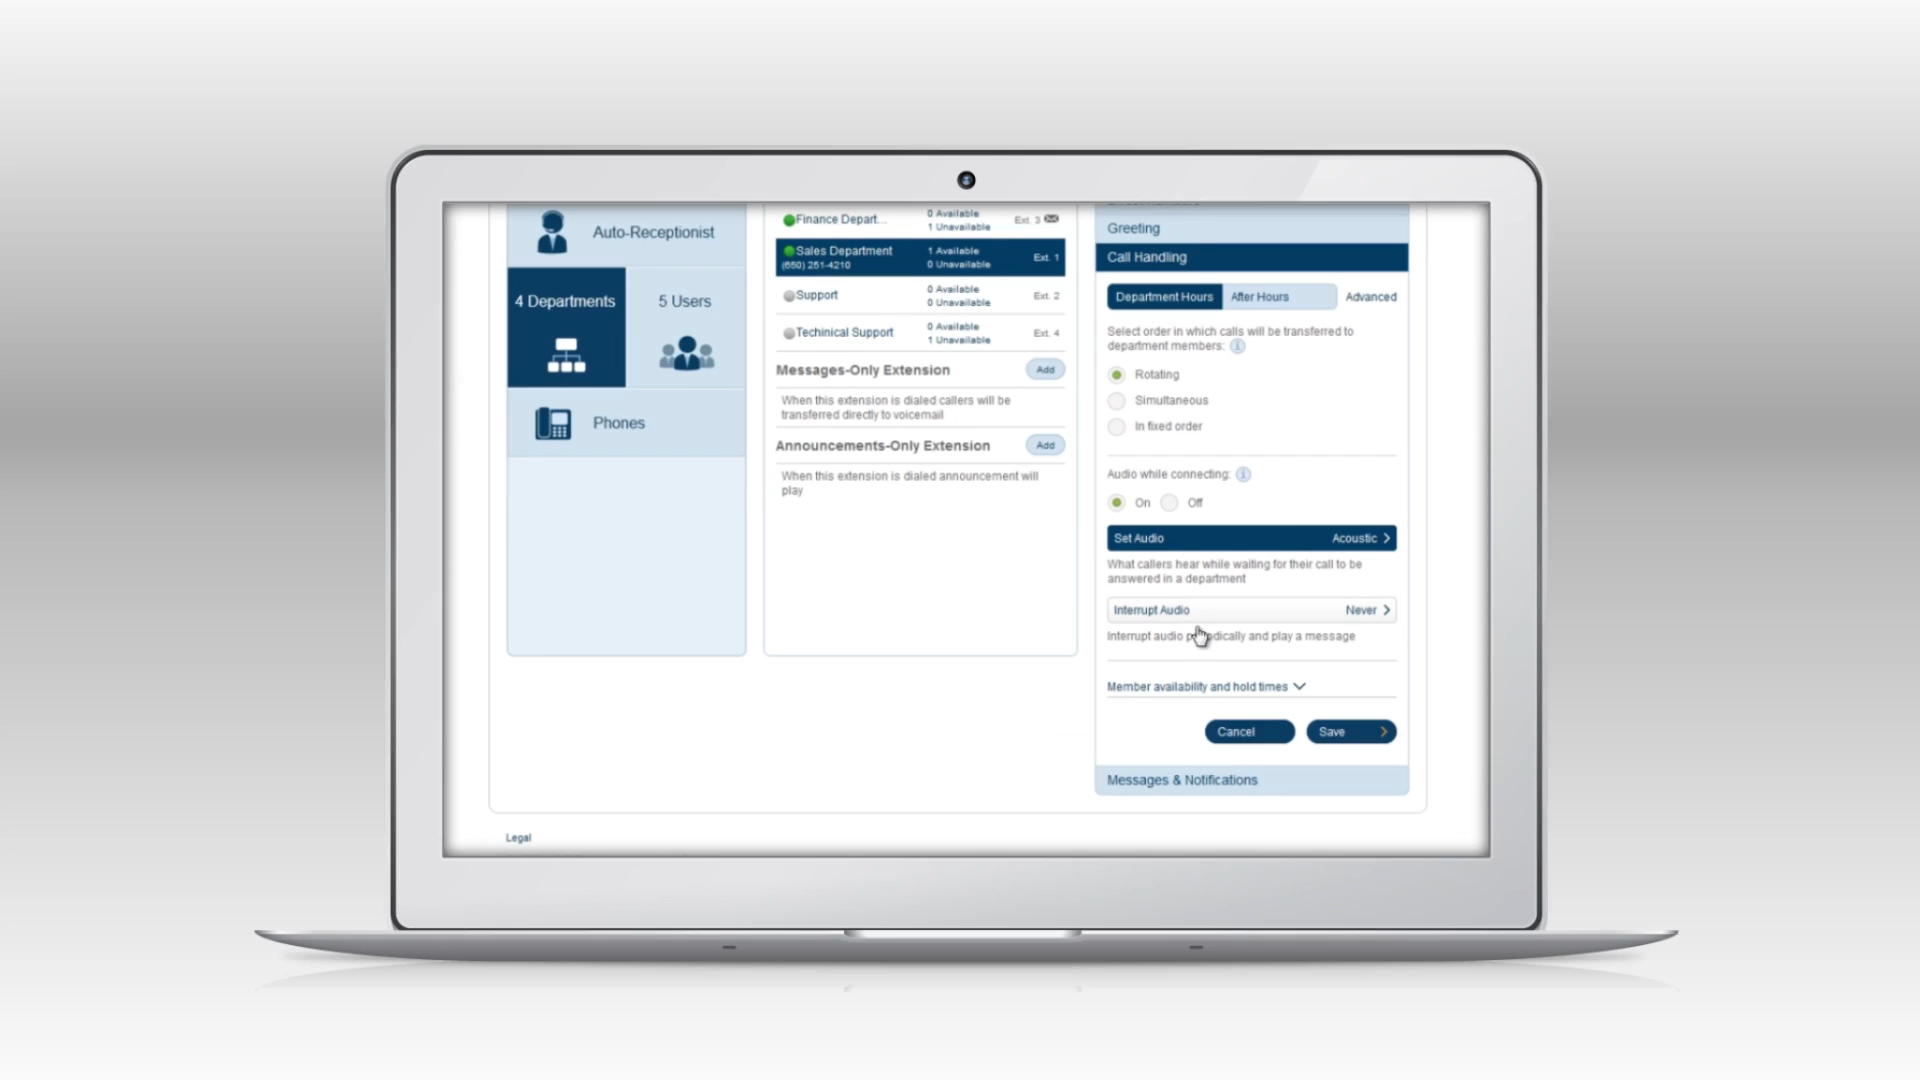 Auto-Receptionist
4 Departments
5 Users
Phones
Finance Depart...
0 Available
1 Unavailable
Ext. 3
Sales Department
(650) 251-4210
1 Available
0 Unavailable
Ext. 1
Support
0 Available
0 Unavailable
Ext. 2
Techinical Support
0 Available
1 Unavailable
Ext. 4
Messages-Only Extension
Add
When this extension is dialed callers will be
transferred directly to voicemail
Announcements-Only Extension
Add
When this extension is dialed announcement will
play
Greeting
Call Handling
Department Hours
After Hours
Advanced
Select order in which calls will be transferred to
department members:
Rotating
Simultaneous
In fixed order
Audio while connecting:
On
Off
Set Audio
Acoustic
What callers hear while waiting for their call to be
answered in a department
Interrupt Audio
Never
Interrupt audio periodically and play a message
Member availability and hold times
Cancel
Save
Messages & Notifications
Legal